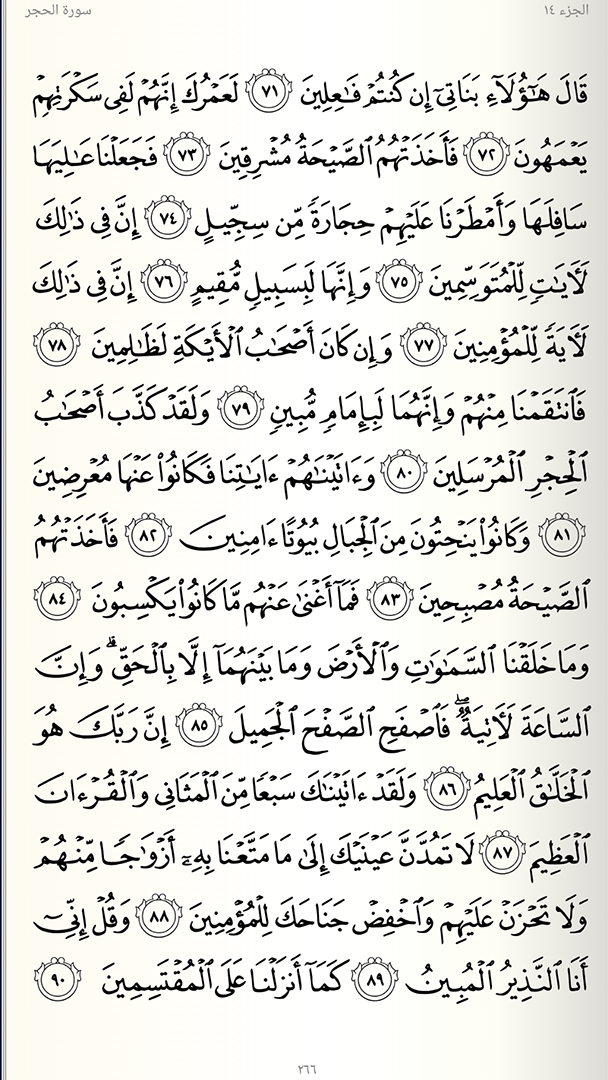 الجزء ١٤
سورة الحجر
قَالَ هَـٰٓؤُلَآءِ بَنَاتِىٓ إِن كُنتُمْ فَـٰعِلِينَ ٧١ لَعَمْرُكَ إِنَّهُمْ لَفِى سَكْرَتِهِمْ
يَعْمَهُونَ ٧٢ فَأَخَذَتْهُمُ ٱلصَّيْحَةُ مُشْرِقِينَ ٧٣ فَجَعَلْنَا عَـٰلِيَهَا
سَافِلَهَا وَأَمْطَرْنَا عَلَيْهِمْ حِجَارَةً مِّن سِجِّيلٍ ٧٤ إِنَّ فِى ذَٰلِكَ
لَـَٔايَـٰتٍ لِّلْمُتَوَسِّمِينَ ٧٥ وَإِنَّهَا لَبِسَبِيلٍ مُّقِيمٍ ٧٦ إِنَّ فِى ذَٰلِكَ
لَـَٔايَةً لِّلْمُؤْمِنِينَ ٧٧ وَإِن كَانَ أَصْحَـٰبُ ٱلْأَيْكَةِ لَظَـٰلِمِينَ ٧٨
فَٱنتَقَمْنَا مِنْهُمْ وَإِنَّهُمَا لَبِإِمَامٍ مُّبِينٍ ٧٩ وَلَقَدْ كَذَّبَ أَصْحَـٰبُ
ٱلْحِجْرِ ٱلْمُرْسَلِينَ ٨٠ وَءَاتَيْنَـٰهُمْ ءَايَـٰتِنَا فَكَانُوا۟ عَنْهَا مُعْرِضِينَ
٨١ وَكَانُوا۟ يَنْحِتُونَ مِنَ ٱلْجِبَالِ بُيُوتًا ءَامِنِينَ ٨٢ فَأَخَذَتْهُمُ
ٱلصَّيْحَةُ مُصْبِحِينَ ٨٣ فَمَآ أَغْنَىٰ عَنْهُم مَّا كَانُوا۟ يَكْسِبُونَ ٨٤
وَمَا خَلَقْنَا ٱلسَّمَـٰوَٰتِ وَٱلْأَرْضَ وَمَا بَيْنَهُمَآ إِلَّا بِٱلْحَقِّ ۗ وَإِنَّ
ٱلسَّاعَةَ لَـَٔاتِيَةٌ ۖ فَٱصْفَحِ ٱلصَّفْحَ ٱلْجَمِيلَ ٨٥ إِنَّ رَبَّكَ هُوَ
ٱلْخَلَّـٰقُ ٱلْعَلِيمُ ٨٦ وَلَقَدْ ءَاتَيْنَـٰكَ سَبْعًا مِّنَ ٱلْمَثَانِى وَٱلْقُرْءَانَ
ٱلْعَظِيمَ ٨٧ لَا تَمُدَّنَّ عَيْنَيْكَ إِلَىٰ مَا مَتَّعْنَا بِهِۦٓ أَزْوَٰجًا مِّنْهُمْ
وَلَا تَحْزَنْ عَلَيْهِمْ وَٱخْفِضْ جَنَاحَكَ لِلْمُؤْمِنِينَ ٨٨ وَقُلْ إِنِّىٓ
أَنَا ٱلنَّذِيرُ ٱلْمُبِينُ ٨٩ كَمَآ أَنزَلْنَا عَلَى ٱلْمُقْتَسِمِينَ ٩٠
٢٦٦